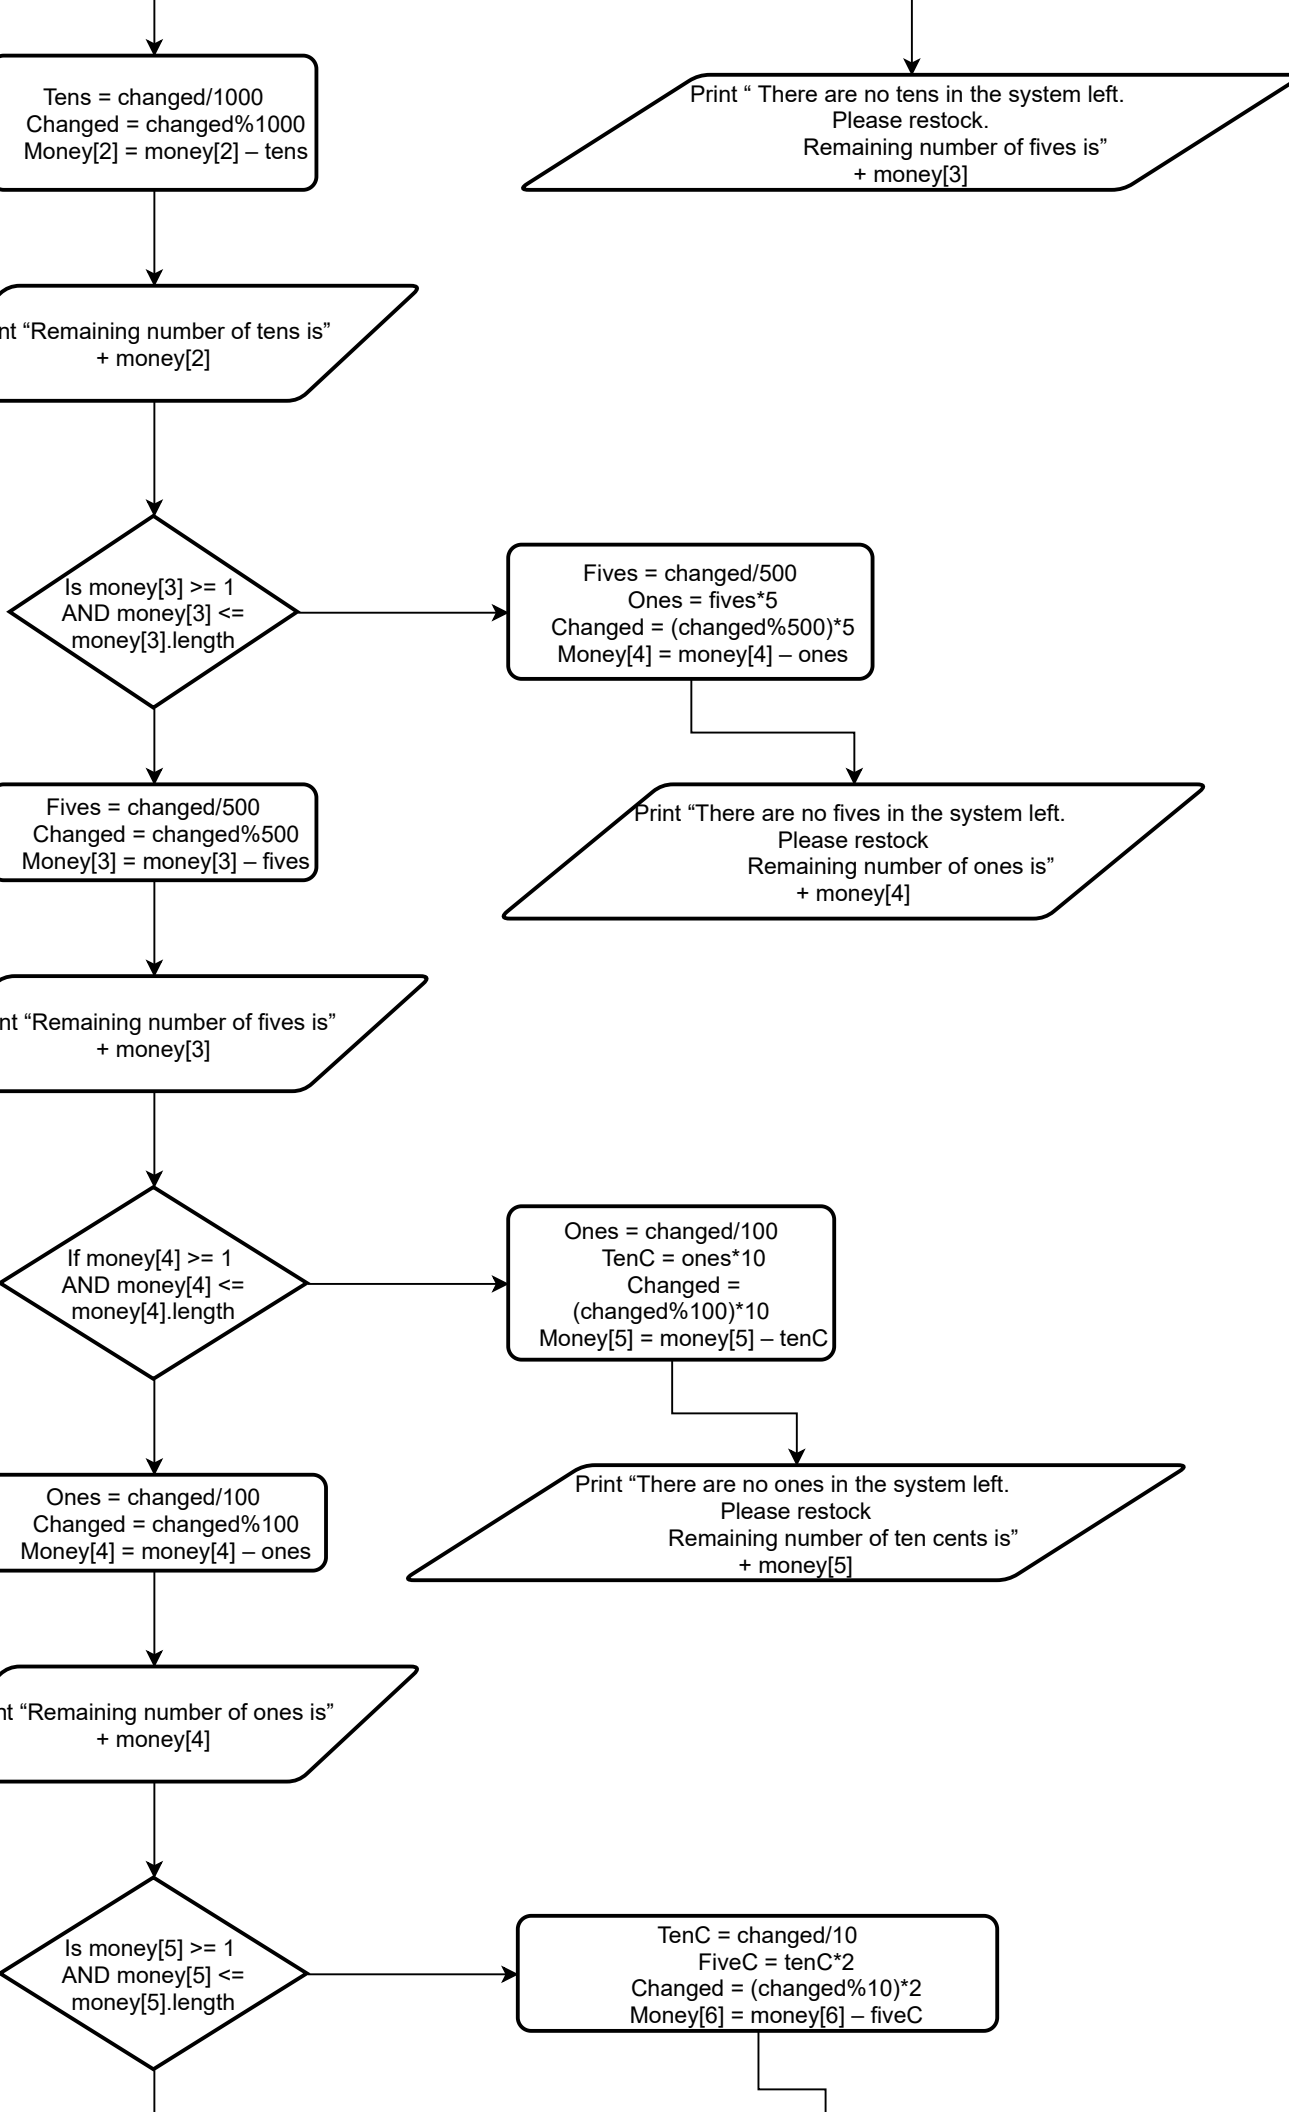 Tens = changed/1000
Changed = changed%1000
Money[2] = money[2] – tens
Print “ There are no tens in the system left.
Please restock.
Remaining number of fives is”
+ money[3]
“Remaining number of tens is”
+ money[2]
Is money[3] >= 1
AND money[3] <=
money[3].length
Fives = changed/500
Ones = fives*5
Changed = (changed%500)*5
Money[4] = money[4] – ones
Fives = changed/500
Changed = changed%500
Money[3] = money[3] – fives
Print “There are no fives in the system left.
Please restock
Remaining number of ones is”
+ money[4]
“Remaining number of fives is”
+ money[3]
If money[4] >= 1
AND money[4] <=
money[4].length
Ones = changed/100
TenC = ones*10
Changed =
(changed%100)*10
Money[5] = money[5] – tenC
Ones = changed/100
Changed = changed%100
Money[4] = money[4] – ones
Print “There are no ones in the system left.
Please restock
Remaining number of ten cents is”
+ money[5]
“Remaining number of ones is”
+ money[4]
Is money[5] >= 1
AND money[5] <=
money[5].length
TenC = changed/10
FiveC = tenC*2
Changed = (changed%10)*2
Money[6] = money[6] – fiveC